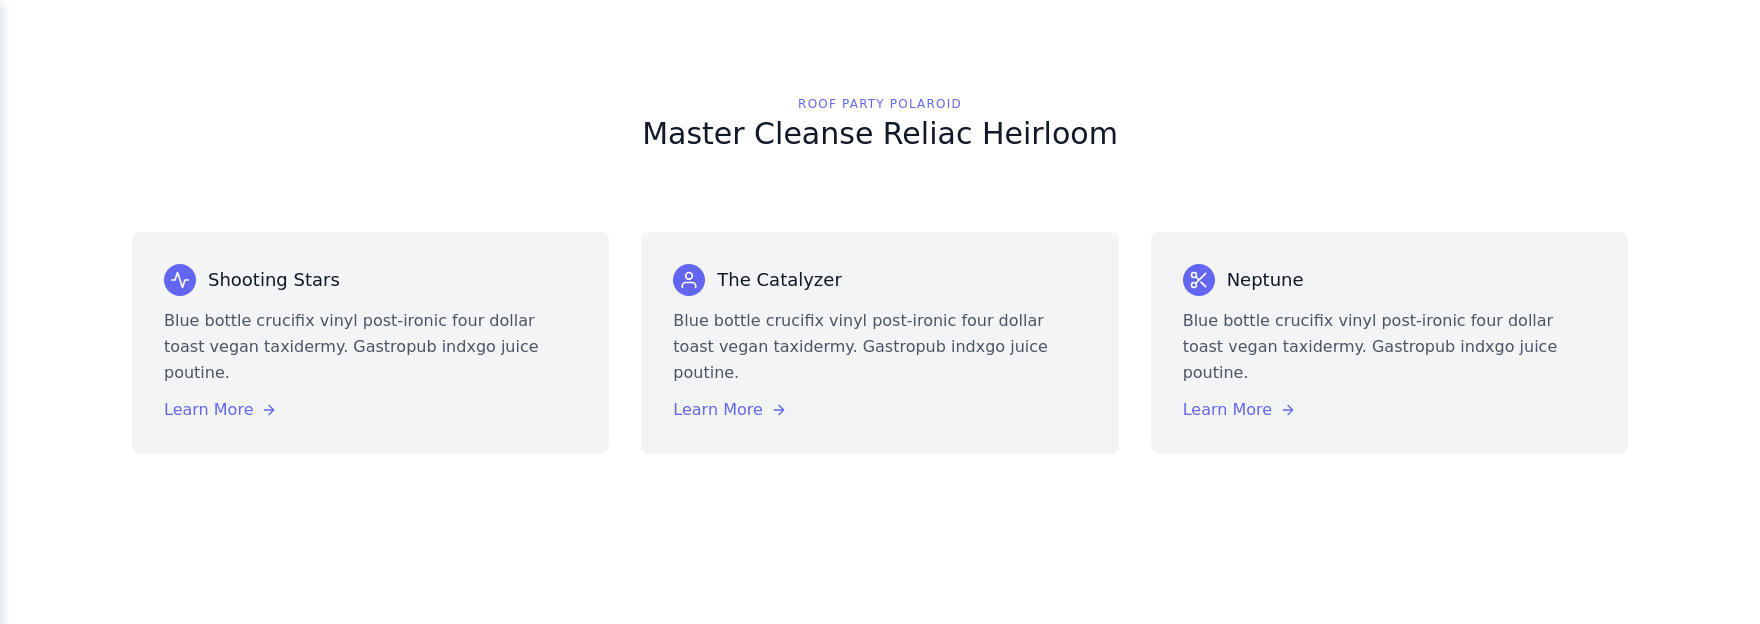 ROOF PARTY POLAROID
Master Cleanse Reliac Heirloom
Shooting Stars
Blue bottle crucifix vinyl post-ironic four dollar
toast vegan taxidermy. Gastropub indxgo juice
poutine.
Learn More
The Catalyzer
Blue bottle crucifix vinyl post-ironic four dollar
toast vegan taxidermy. Gastropub indxgo juice
poutine.
Learn More
Neptune
Blue bottle crucifix vinyl post-ironic four dollar
toast vegan taxidermy. Gastropub indxgo juice
poutine.
Learn More